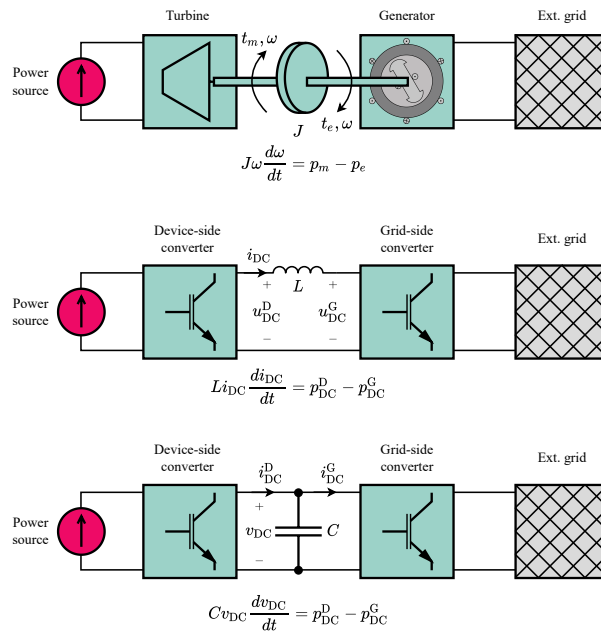 Turbine
Generator
Ext. grid
Power
source
t_m, ω
J
t_e, ω
Jω dω/dt = p_m − p_e
Device-side
converter
Grid-side
converter
Ext. grid
Power
source
i_DC
L
+
+
u_DC^D
u_DC^G
−
−
Li_DC di_DC/dt = p_DC^D − p_DC^G
Device-side
converter
Grid-side
converter
Ext. grid
Power
source
i_DC^D
i_DC^G
+
v_DC
C
−
Cv_DC dv_DC/dt = p_DC^D − p_DC^G